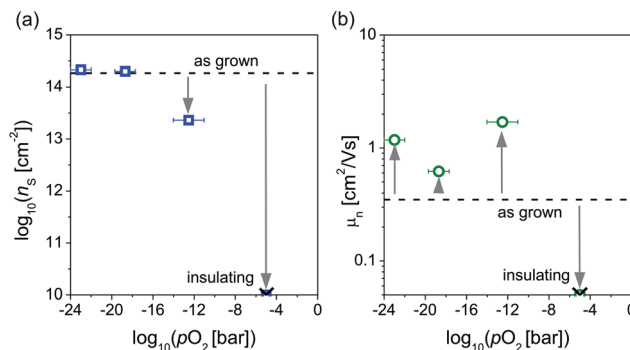 (a)
(b)
15
14
13
12
11
10
log₁₀(nₛ [cm⁻²])
as grown
insulating
-24 -20 -16 -12 -8 -4 0
log₁₀(pO₂ [bar])
10
1
0.1
μₙ [cm²/Vs]
as grown
insulating
-24 -20 -16 -12 -8 -4 0
log₁₀(pO₂ [bar])